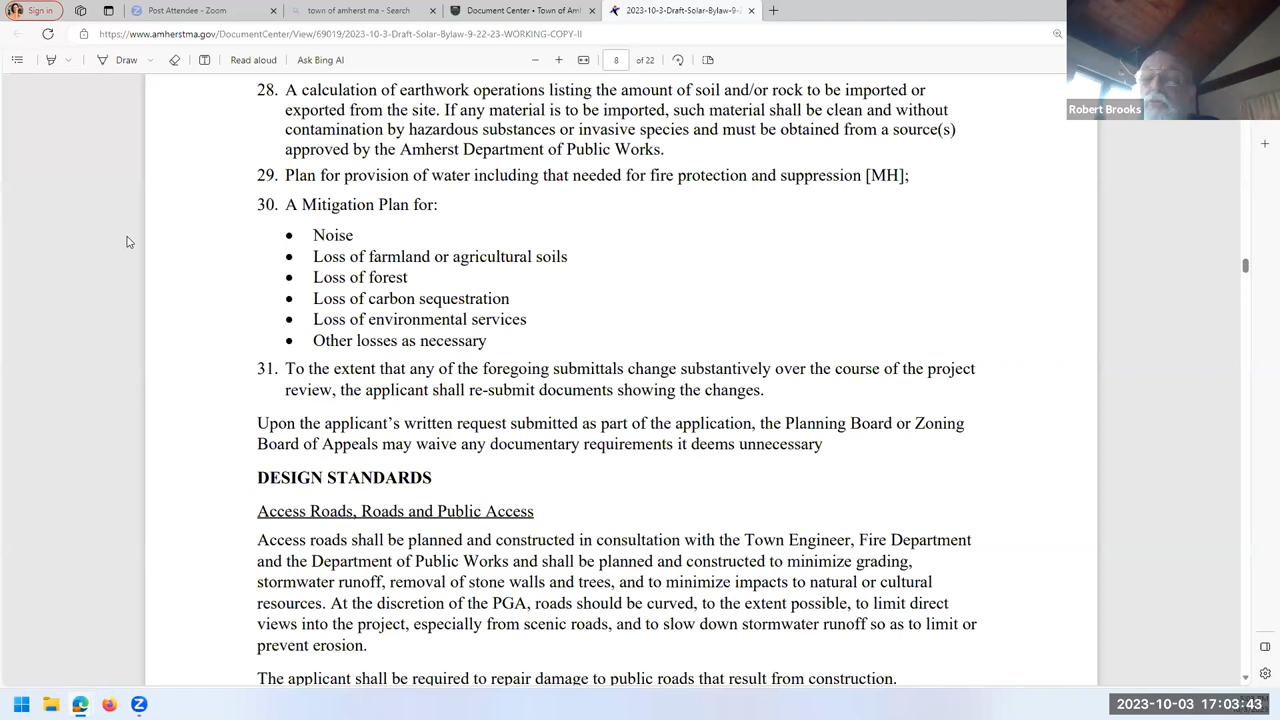 Sign in
Post Attendee - Zoom
town of amherst ma - Search
Document Center • Town of Amh
2023-10-3-Draft-Solar-Bylaw-9-2
https://www.amherstma.gov/DocumentCenter/View/69019/2023-10-3-Draft-Solar-Bylaw-9-22-23-WORKING-COPY-II
Draw
Read aloud
Ask Bing AI
8
of 22
Robert Brooks
28. A calculation of earthwork operations listing the amount of soil and/or rock to be imported or
exported from the site. If any material is to be imported, such material shall be clean and without
contamination by hazardous substances or invasive species and must be obtained from a source(s)
approved by the Amherst Department of Public Works.
29. Plan for provision of water including that needed for fire protection and suppression [MH];
30. A Mitigation Plan for:
• Noise
• Loss of farmland or agricultural soils
• Loss of forest
• Loss of carbon sequestration
• Loss of environmental services
• Other losses as necessary
31. To the extent that any of the foregoing submittals change substantively over the course of the project
review, the applicant shall re-submit documents showing the changes.
Upon the applicant's written request submitted as part of the application, the Planning Board or Zoning
Board of Appeals may waive any documentary requirements it deems unnecessary
DESIGN STANDARDS
Access Roads, Roads and Public Access
Access roads shall be planned and constructed in consultation with the Town Engineer, Fire Department
and the Department of Public Works and shall be planned and constructed to minimize grading,
stormwater runoff, removal of stone walls and trees, and to minimize impacts to natural or cultural
resources. At the discretion of the PGA, roads should be curved, to the extent possible, to limit direct
views into the project, especially from scenic roads, and to slow down stormwater runoff so as to limit or
prevent erosion.
The applicant shall be required to repair damage to public roads that result from construction.
2023-10-03 17:03:43